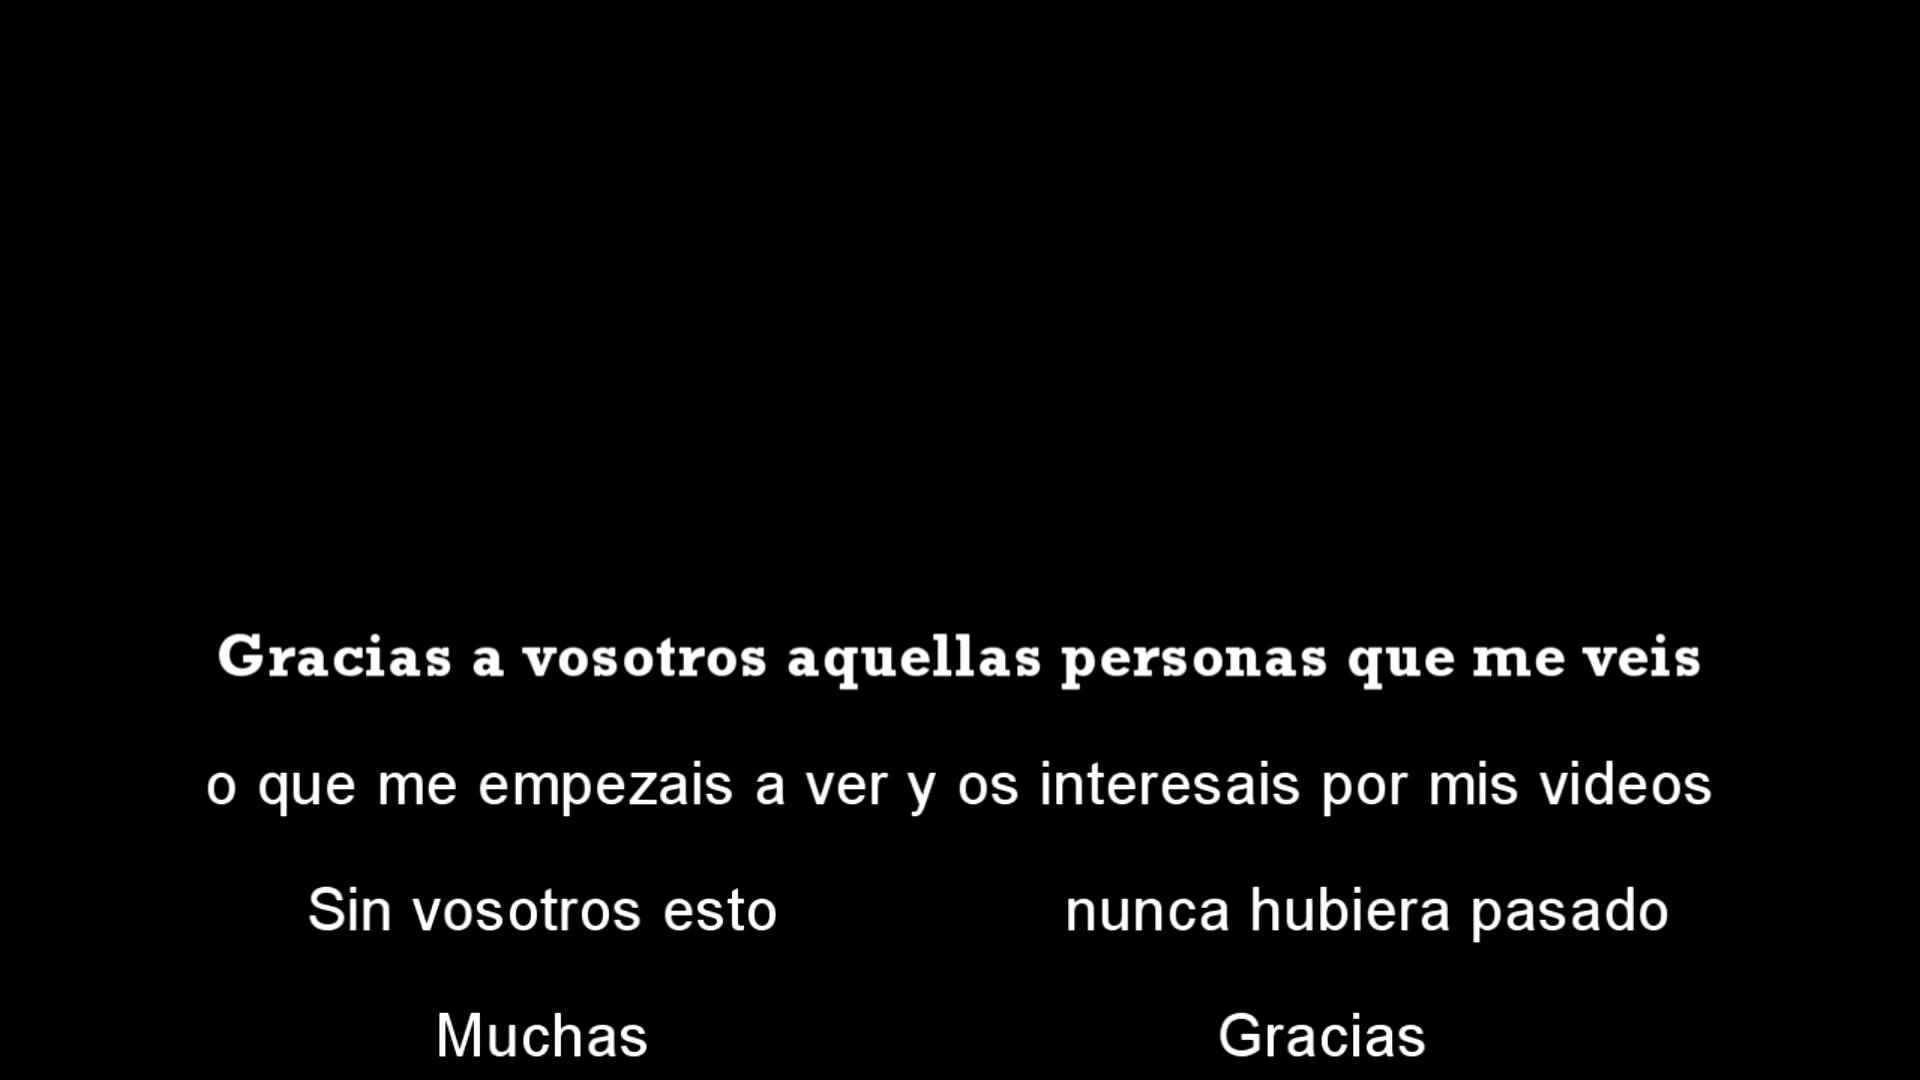 Gracias a vosotros aquellas personas que me veis
o que me empezais a ver y os interesais por mis videos
Sin vosotros esto nunca hubiera pasado
Muchas Gracias